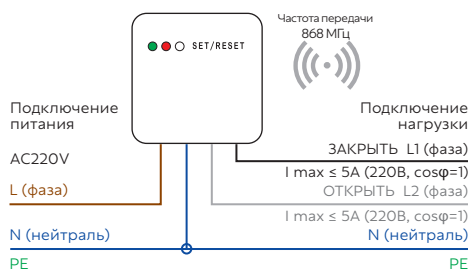 Частота передачи
868 МГц
SET/RESET
Подключение
питания
AC220V
L (фаза)
N (нейтраль)
PE
Подключение
нагрузки
ЗАКРЫТЬ L1 (фаза)
I max ≤ 5A (220В, cosφ=1)
ОТКРЫТЬ L2 (фаза)
I max ≤ 5A (220В, cosφ=1)
N (нейтраль)
PE